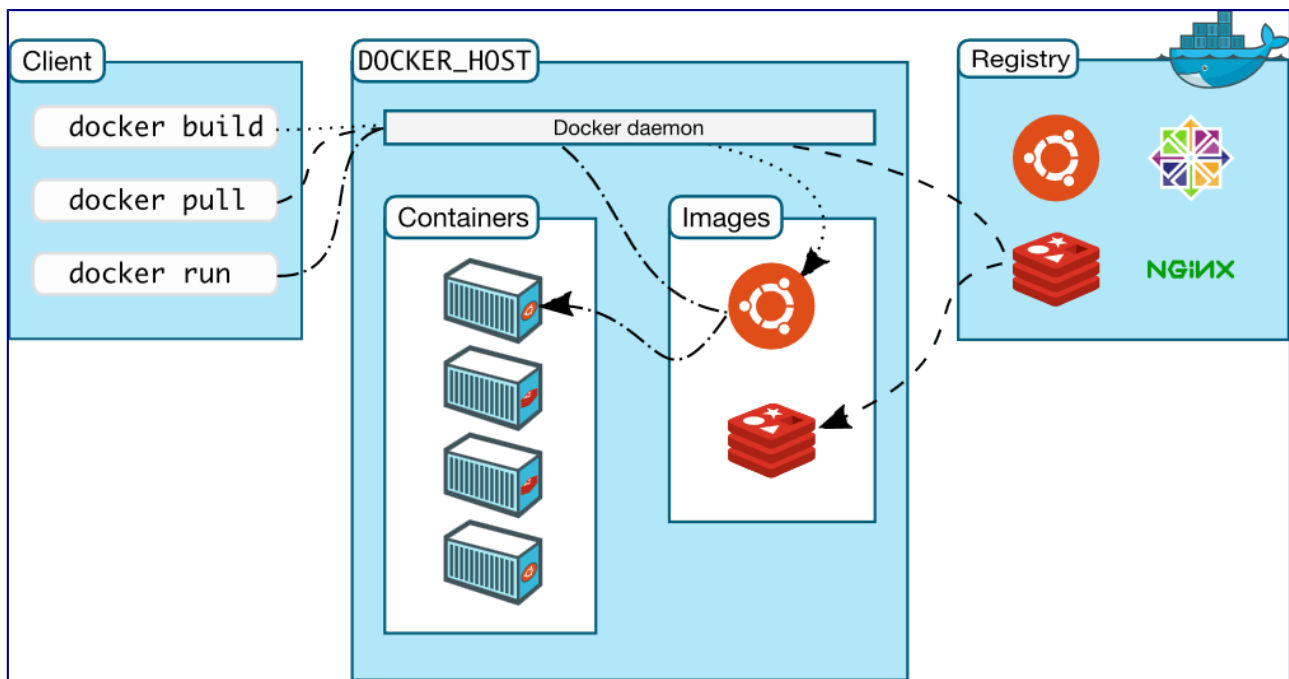 Client
docker build
docker pull
docker run
DOCKER_HOST
Docker daemon
Containers
Images
Registry
NGINX